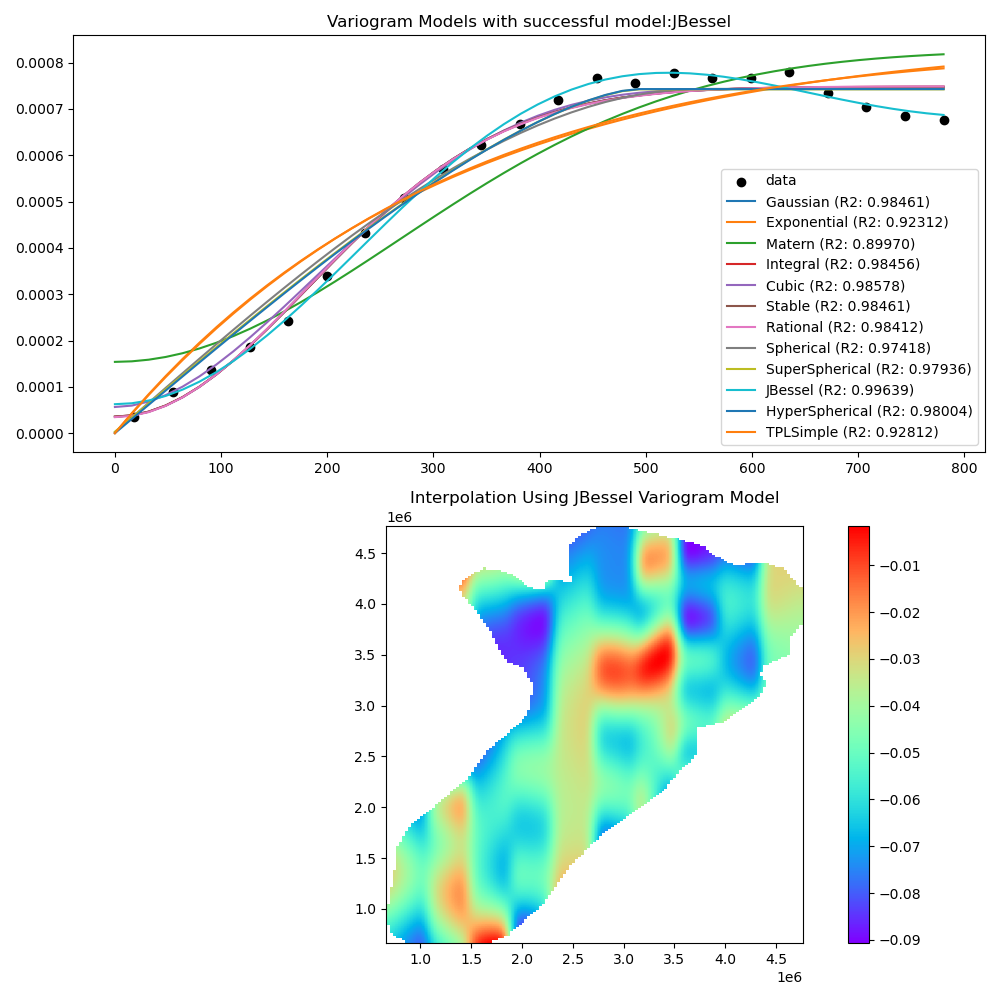 Variogram Models with successful model:JBessel
0.0008
0.0007
0.0006
0.0005
0.0004
0.0003
0.0002
0.0001
0.0000
data
Gaussian (R2: 0.98461)
Exponential (R2: 0.92312)
Matern (R2: 0.89970)
Integral (R2: 0.98456)
Cubic (R2: 0.98578)
Stable (R2: 0.98461)
Rational (R2: 0.98412)
Spherical (R2: 0.97418)
SuperSpherical (R2: 0.97936)
JBessel (R2: 0.99639)
HyperSpherical (R2: 0.98004)
TPLSimple (R2: 0.92812)
0 100 200 300 400 500 600 700 800
Interpolation Using JBessel Variogram Model
1e6
4.5
4.0
3.5
3.0
2.5
2.0
1.5
1.0
1.0 1.5 2.0 2.5 3.0 3.5 4.0 4.5
1e6
−0.01
−0.02
−0.03
−0.04
−0.05
−0.06
−0.07
−0.08
−0.09